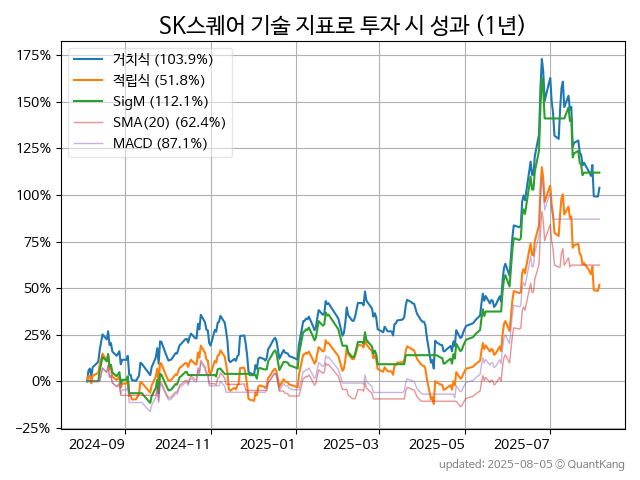 SK스퀘어 기술 지표로 투자 시 성과 (1년)
175%
150%
125%
100%
75%
50%
25%
0%
−25%
거치식 (103.9%)
적립식 (51.8%)
SigM (112.1%)
SMA(20) (62.4%)
MACD (87.1%)
2024-09 2024-11 2025-01 2025-03 2025-05 2025-07
updated: 2025-08-05 © QuantKang